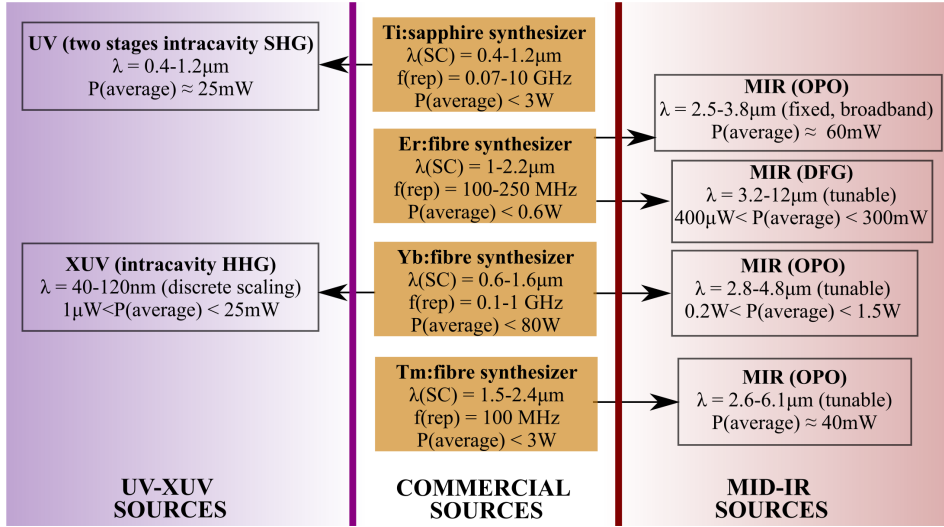 UV (two stages intracavity SHG)
λ = 0.4-1.2μm
P(average) ≈ 25mW
XUV (intracavity HHG)
λ = 40-120nm (discrete scaling)
1μW<P(average) < 25mW
UV-XUV
SOURCES
Ti:sapphire synthesizer
λ(SC) = 0.4-1.2μm
f(rep) = 0.07-10 GHz
P(average) < 3W
Er:fibre synthesizer
λ(SC) = 1-2.2μm
f(rep) = 100-250 MHz
P(average) < 0.6W
Yb:fibre synthesizer
λ(SC) = 0.6-1.6μm
f(rep) = 0.1-1 GHz
P(average) < 80W
Tm:fibre synthesizer
λ(SC) = 1.5-2.4μm
f(rep) = 100 MHz
P(average) < 3W
COMMERCIAL
SOURCES
MIR (OPO)
λ = 2.5-3.8μm (fixed, broadband)
P(average) ≈ 60mW
MIR (DFG)
λ = 3.2-12μm (tunable)
400μW< P(average) < 300mW
MIR (OPO)
λ = 2.8-4.8μm (tunable)
0.2W< P(average) < 1.5W
MIR (OPO)
λ = 2.6-6.1μm (tunable)
P(average) ≈ 40mW
MID-IR
SOURCES